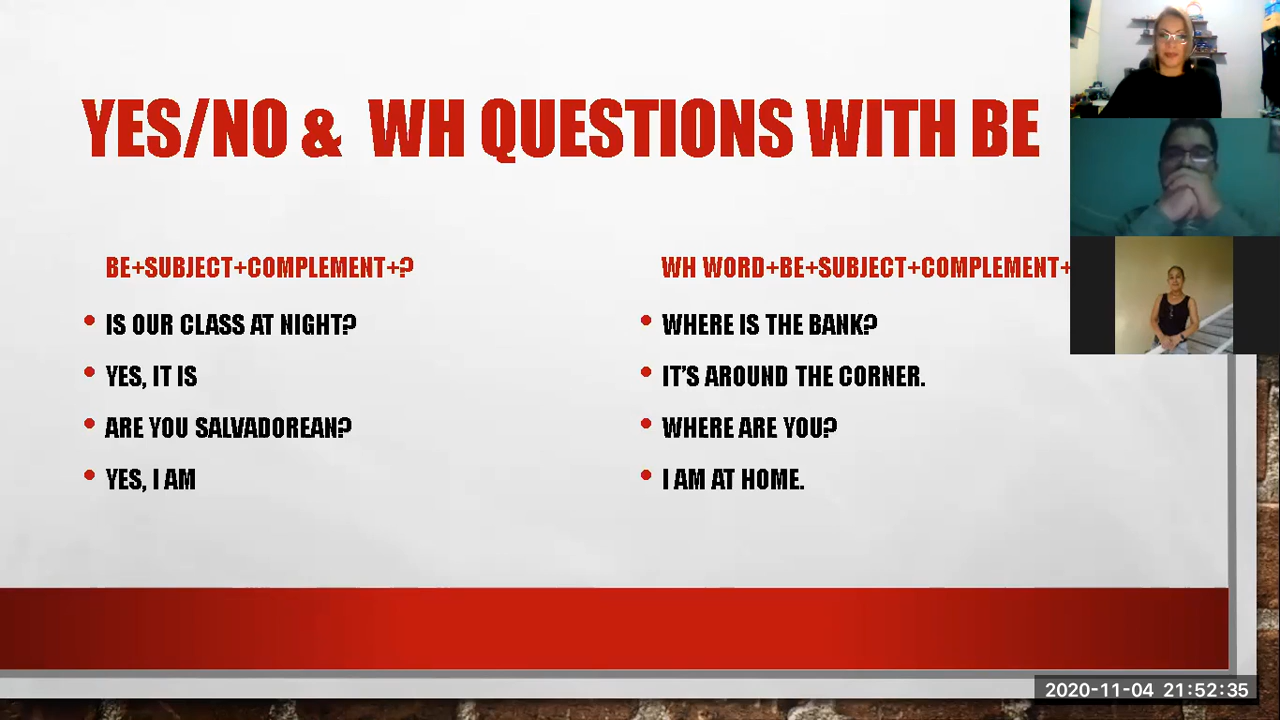 YES/NO & WH QUESTIONS WITH BE
BE+SUBJECT+COMPLEMENT+?
• IS OUR CLASS AT NIGHT?
• YES, IT IS
• ARE YOU SALVADOREAN?
• YES, I AM
WH WORD+BE+SUBJECT+COMPLEMENT+
• WHERE IS THE BANK?
• IT'S AROUND THE CORNER.
• WHERE ARE YOU?
• I AM AT HOME.
2020-11-04 21:52:35